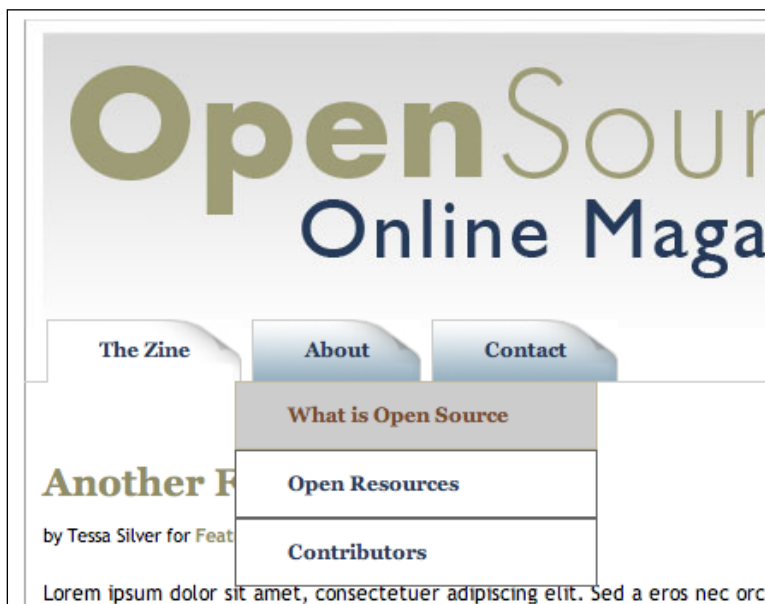 OpenSour
Online Maga
The Zine
About
Contact
What is Open Source
Open Resources
Contributors
Another F
by Tessa Silver for Feat
Lorem ipsum dolor sit amet, consectetuer adipiscing elit. Sed a eros nec orc